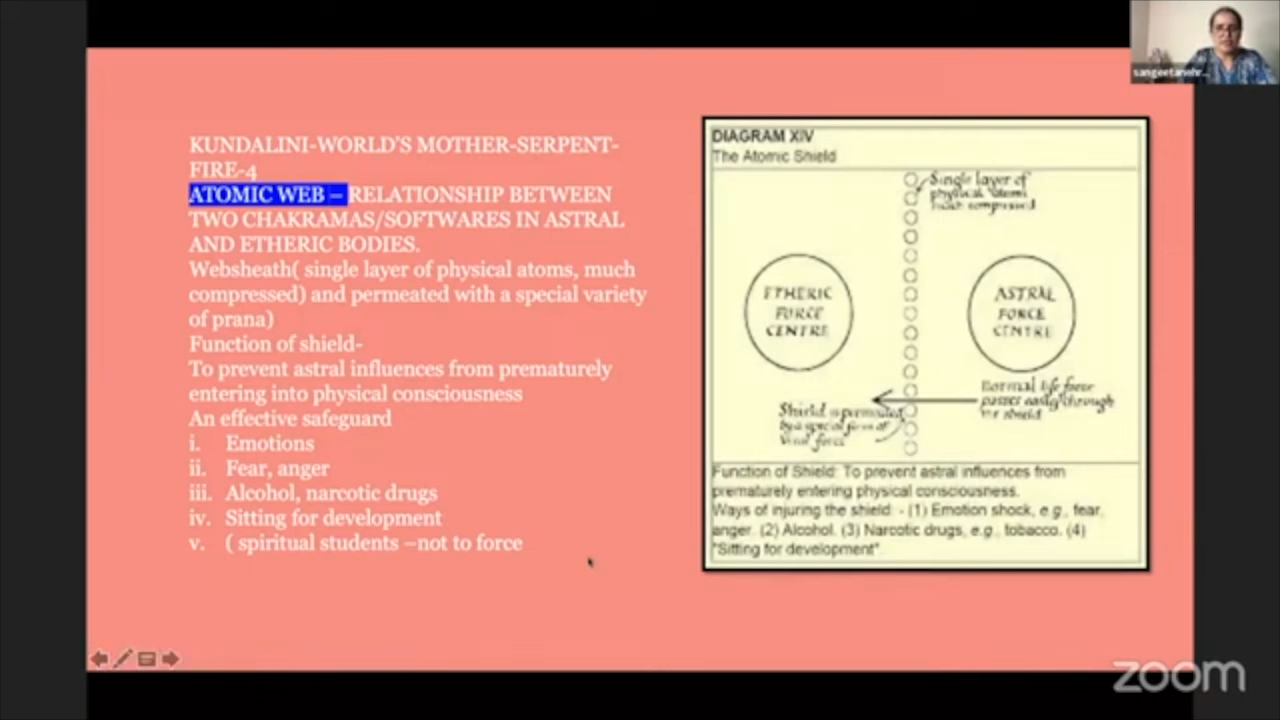 sangeetanehr...
KUNDALINI-WORLD'S MOTHER-SERPENT-
FIRE-4
ATOMIC WEB – RELATIONSHIP BETWEEN
TWO CHAKRAMAS/SOFTWARES IN ASTRAL
AND ETHERIC BODIES.
Websheath( single layer of physical atoms, much
compressed) and permeated with a special variety
of prana)
Function of shield-
To prevent astral influences from prematurely
entering into physical consciousness
An effective safeguard
i. Emotions
ii. Fear, anger
iii. Alcohol, narcotic drugs
iv. Sitting for development
v. ( spiritual students –not to force
DIAGRAM XIV
The Atomic Shield
Single layer of
physical atoms
much compressed
ETHERIC
FORCE
CENTRE
ASTRAL
FORCE
CENTRE
Normal life force
passes easily through
the shield
Shield is permeated
by a special form of
vital force
Function of Shield: To prevent astral influences from
prematurely entering physical consciousness.
Ways of injuring the shield: - (1) Emotion shock, e.g., fear,
anger. (2) Alcohol. (3) Narcotic drugs, e.g., tobacco. (4)
"Sitting for development".
zoom